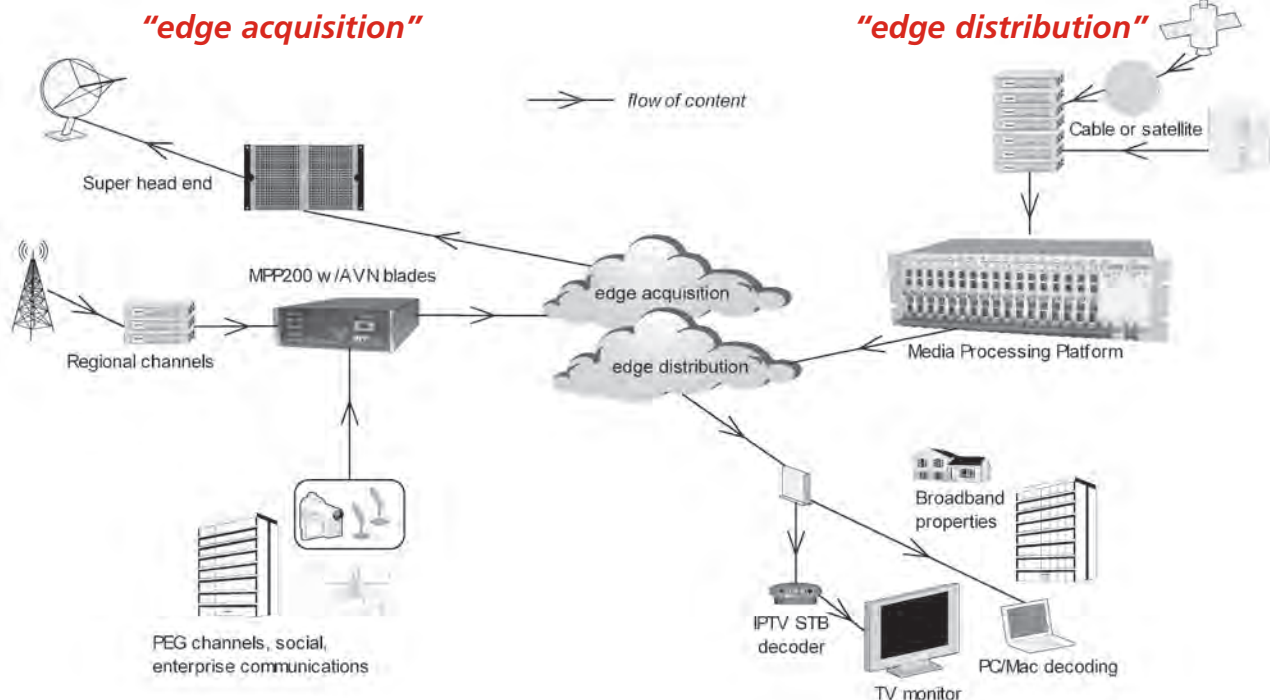 “edge acquisition”
“edge distribution”
flow of content
Cable or satellite
Super head end
MPP200 w/AVN blades
edge acquisition
Regional channels
edge distribution
Media Processing Platform
Broadband
properties
IPTV STB
decoder
PEG channels, social,
enterprise communications
PC/Mac decoding
TV monitor